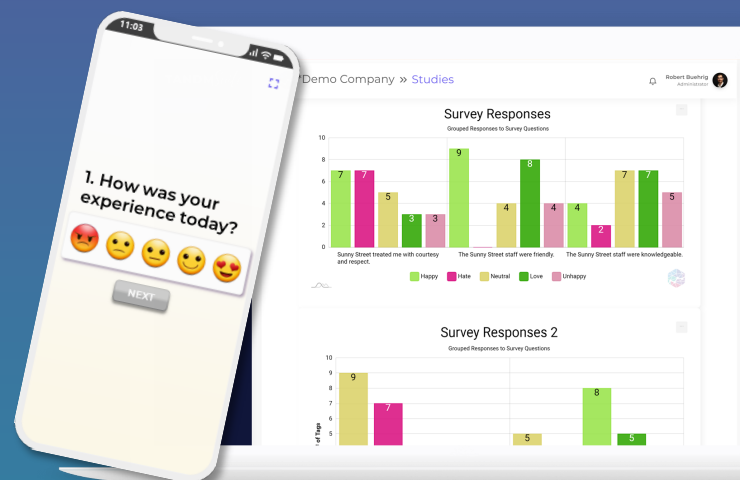 11:03
1. How was your
experience today?
NEXT
Demo Company » Studies
Robert Buehrig
Administrator
Survey Responses
Grouped Responses to Survey Questions
10
8
6
4
2
0
7
7
5
3
3
9
4
8
4
4
2
7
7
5
Sunny Street treated me with courtesy
and respect.
The Sunny Street staff were friendly.
The Sunny Street staff were knowledgeable.
Happy
Hate
Neutral
Love
Unhappy
Survey Responses 2
Grouped Responses to Survey Questions
10
9
8
7
6
5
of Tags
9
7
5
8
5